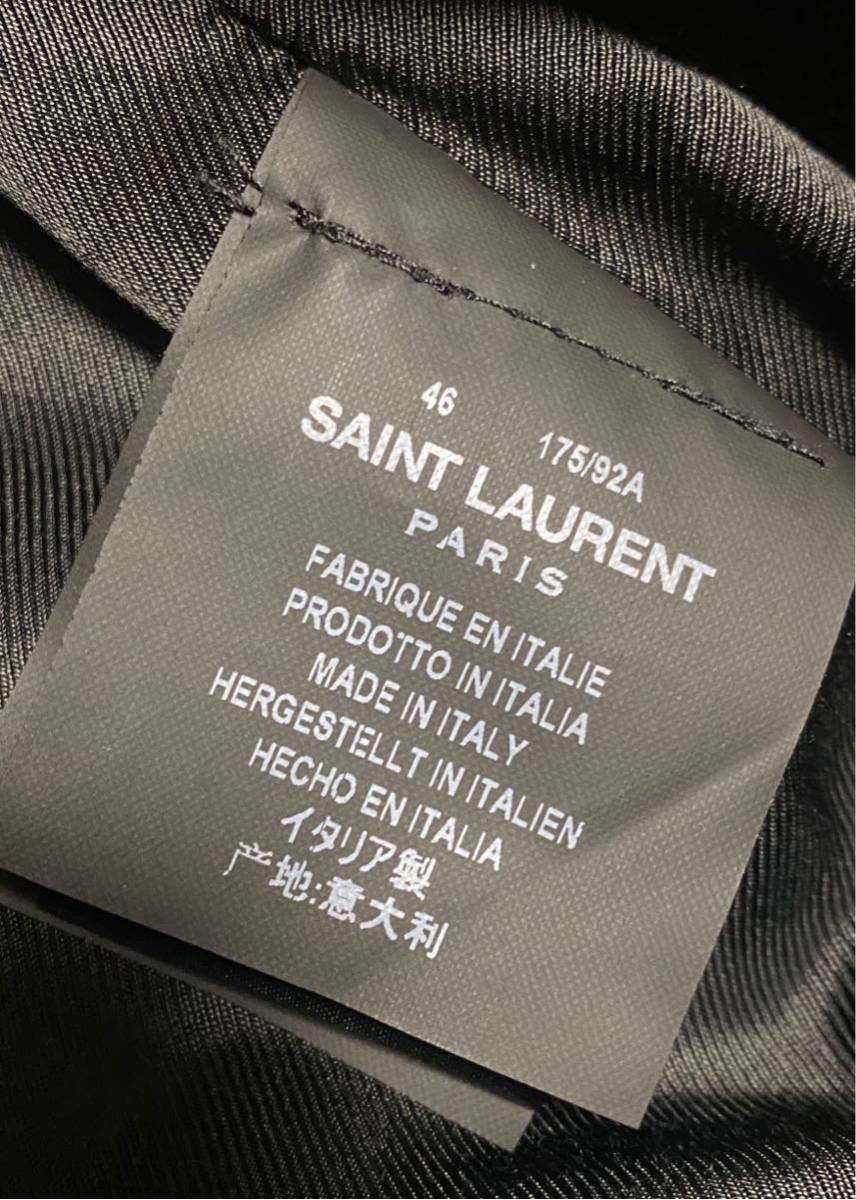 46
175/92A
SAINT LAURENT
PARIS
FABRIQUE EN ITALIE
PRODOTTO IN ITALIA
MADE IN ITALY
HERGESTELLT IN ITALIEN
HECHO EN ITALIA
イタリア製
产地:意大利